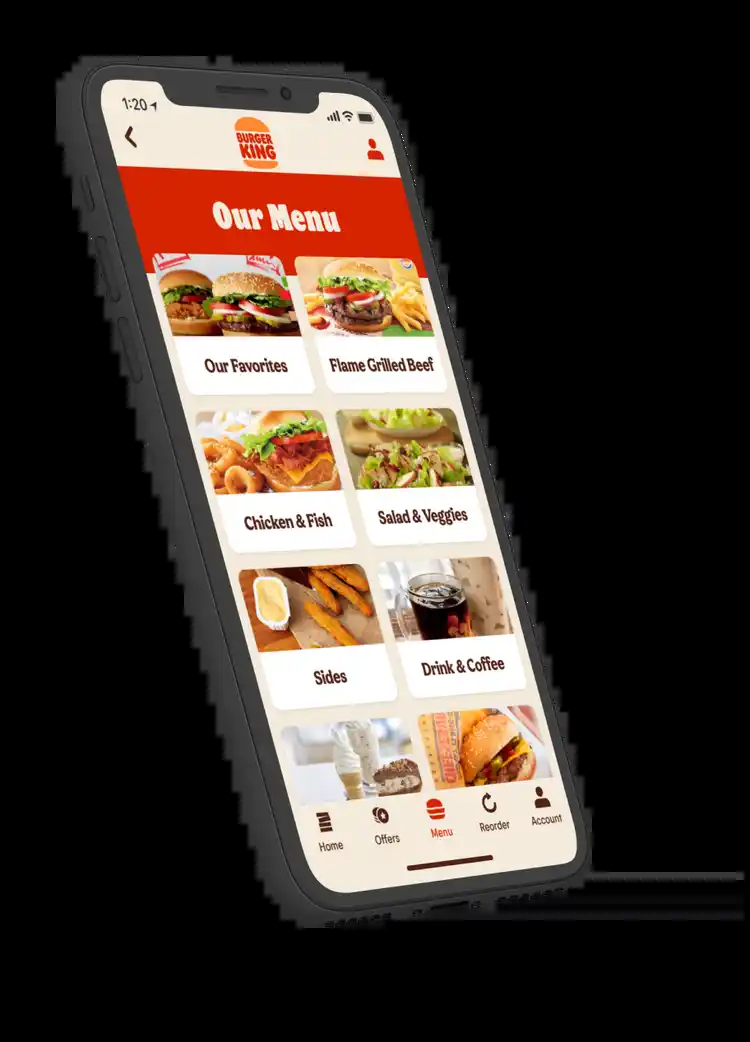 1:20
BURGER
KING
Our Menu
Our Favorites
Flame Grilled Beef
Chicken & Fish
Salad & Veggies
Sides
Drink & Coffee
Home
Offers
Menu
Reorder
Account